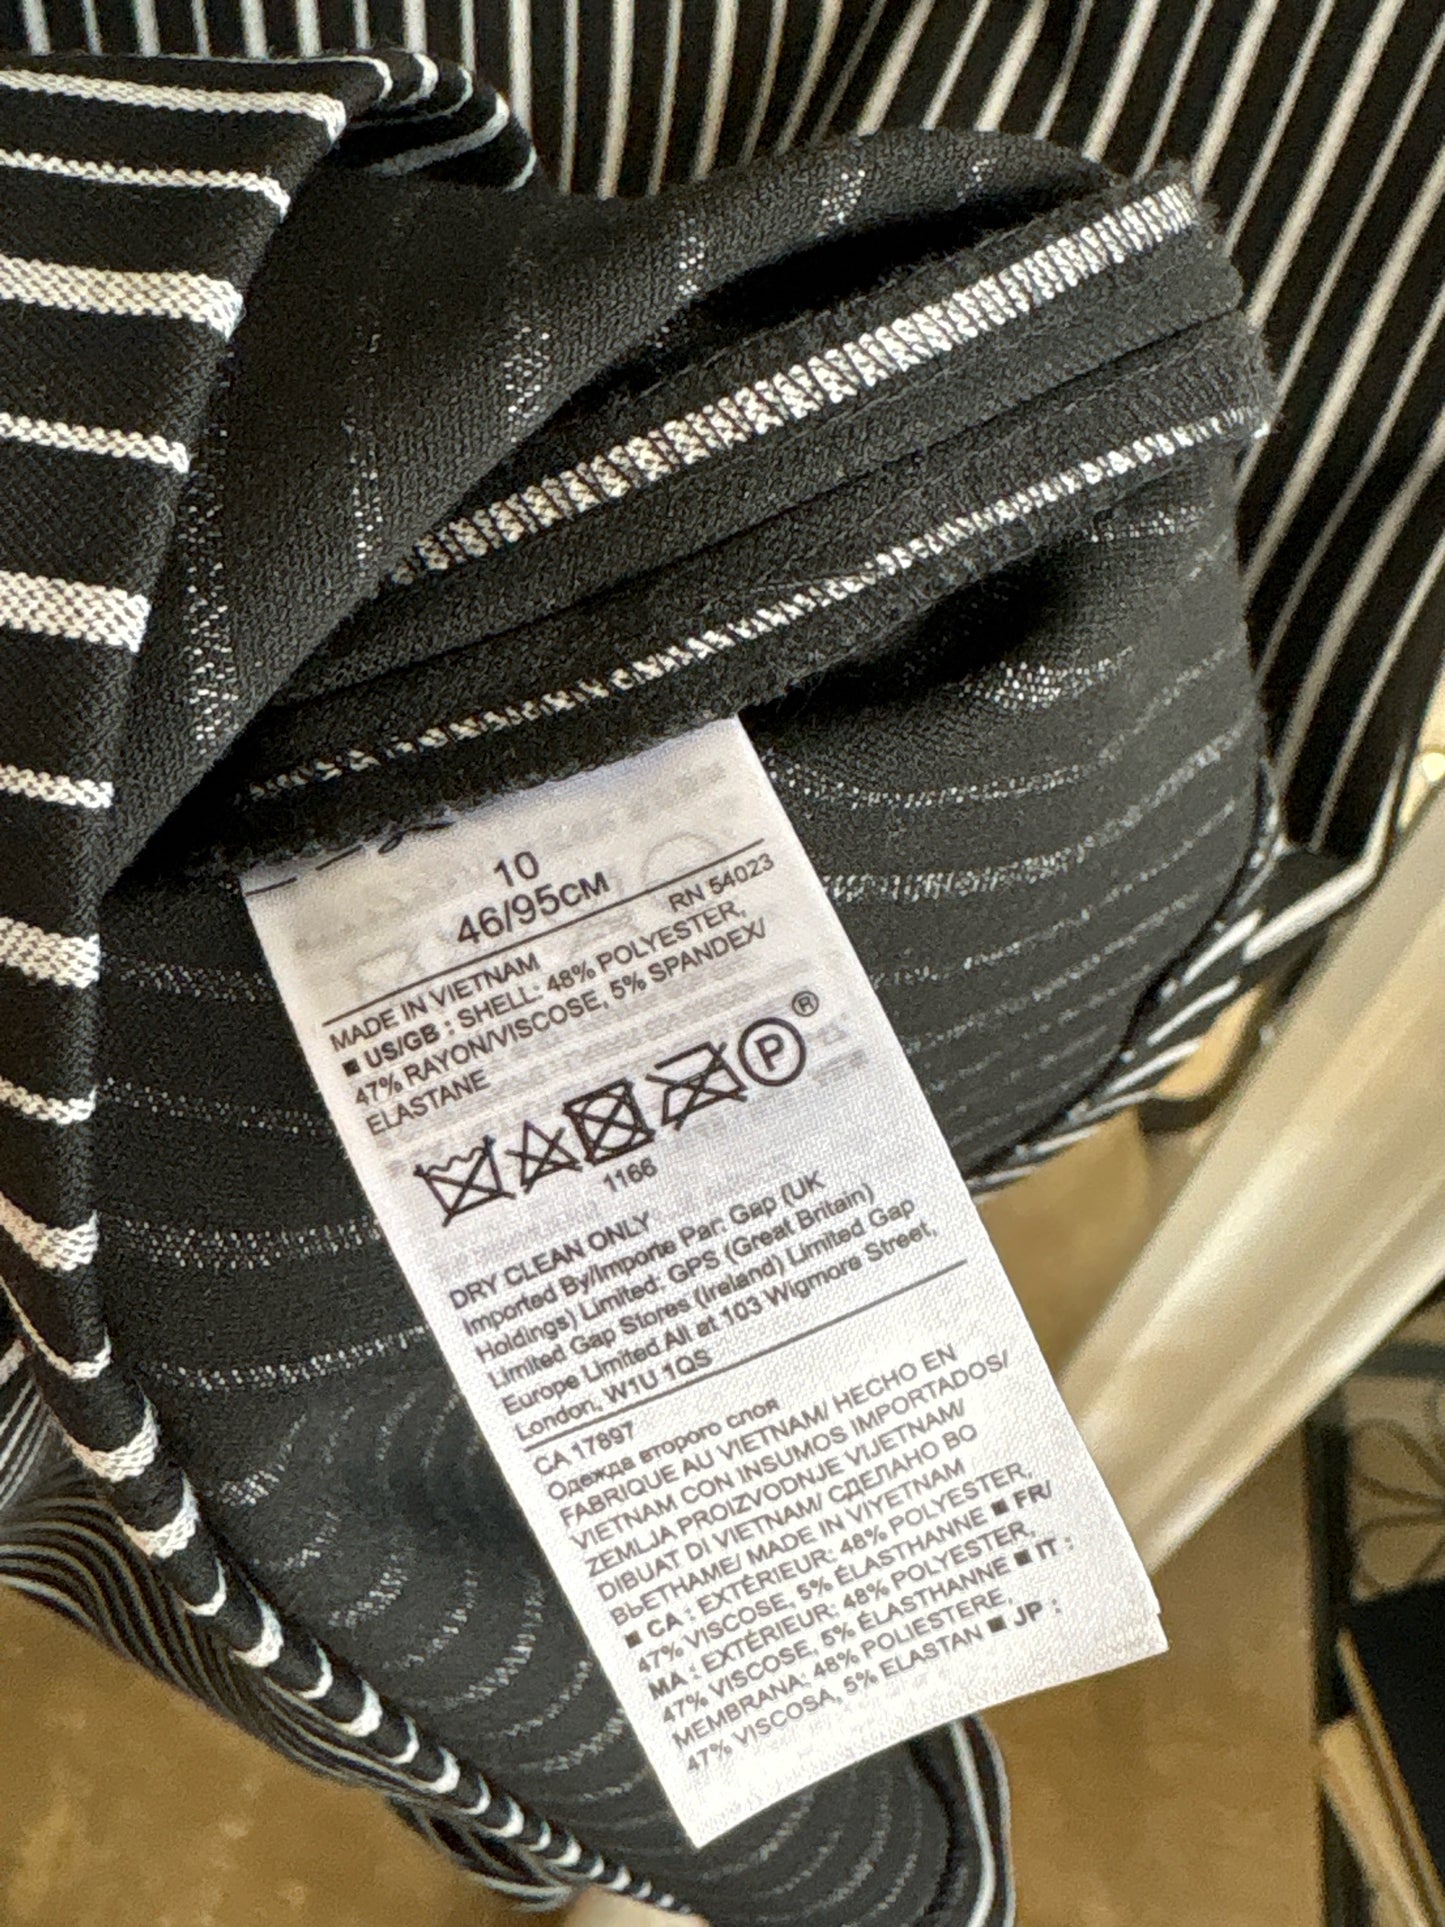 10
46/95CM
MADE IN VIETNAM RN 54023
■ US/GB : SHELL: 48% POLYESTER,
47% RAYON/VISCOSE, 5% SPANDEX/
ELASTANE
P ®
1166
DRY CLEAN ONLY
Imported By/Importe Par: Gap (UK
Holdings) Limited; GPS (Great Britain)
Limited Gap Stores (Ireland) Limited Gap
Europe Limited All at 103 Wigmore Street,
London, W1U 1QS
CA 17897
Одежда второго слоя
FABRIQUE AU VIETNAM/ HECHO EN
VIETNAM CON INSUMOS IMPORTADOS/
ZEMLJA PROIZVODNJE VIJETNAM/
DIBUAT DI VIETNAM/ СДЕЛАНО ВО
ВЬЕТНАМЕ/ MADE IN VIYETNAM
■ CA : EXTÉRIEUR: 48% POLYESTER,
47% VISCOSE, 5% ÉLASTHANNE ■ FR/
MA : EXTÉRIEUR: 48% POLYESTER,
47% VISCOSE, 5% ÉLASTHANNE ■ IT :
MEMBRANA: 48% POLIESTERE,
47% VISCOSA, 5% ELASTAN ■ JP :